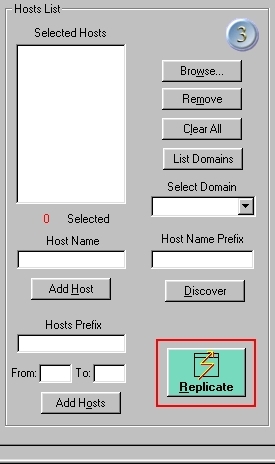 Hosts List
Selected Hosts
3
Browse...
Remove
Clear All
List Domains
Select Domain
0 Selected
Host Name
Host Name Prefix
Add Host
Discover
Hosts Prefix
From:
To:
Add Hosts
Replicate